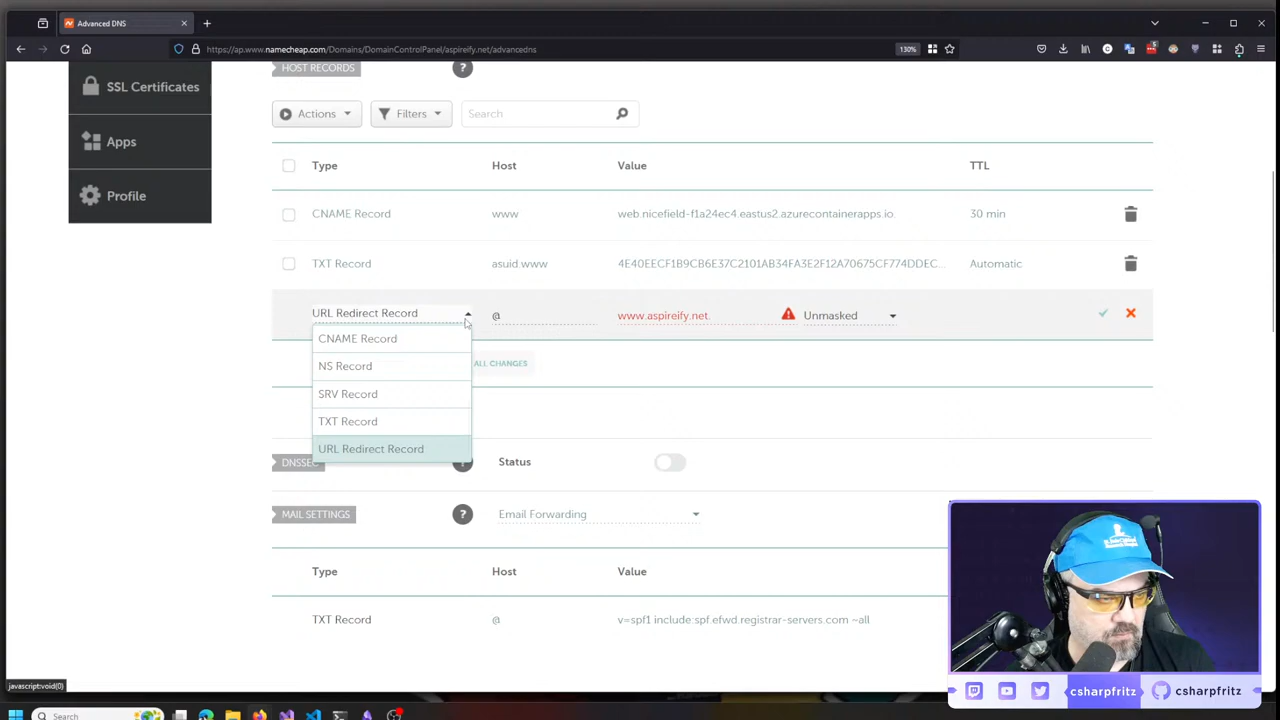 Advanced DNS
https://ap.www.namecheap.com/Domains/DomainControlPanel/aspireify.net/advancedns
130%
SSL Certificates
Apps
Profile
HOST RECORDS
?
Actions
Filters
Search
Type Host Value TTL
CNAME Record www web.nicefield-f1a24ec4.eastus2.azurecontainerapps.io. 30 min
TXT Record asuid.www 4E40EECF1B9CB6E37C2101AB34FA3E2F12A70675CF774DDEC... Automatic
URL Redirect Record @ www.aspireify.net. Unmasked
CNAME Record
NS Record
SRV Record
TXT Record
URL Redirect Record
ALL CHANGES
DNSSEC Status
MAIL SETTINGS ? Email Forwarding
Type Host Value
TXT Record @ v=spf1 include:spf.efwd.registrar-servers.com ~all
javascript:void(0)
csharpfritz csharpfritz
Search